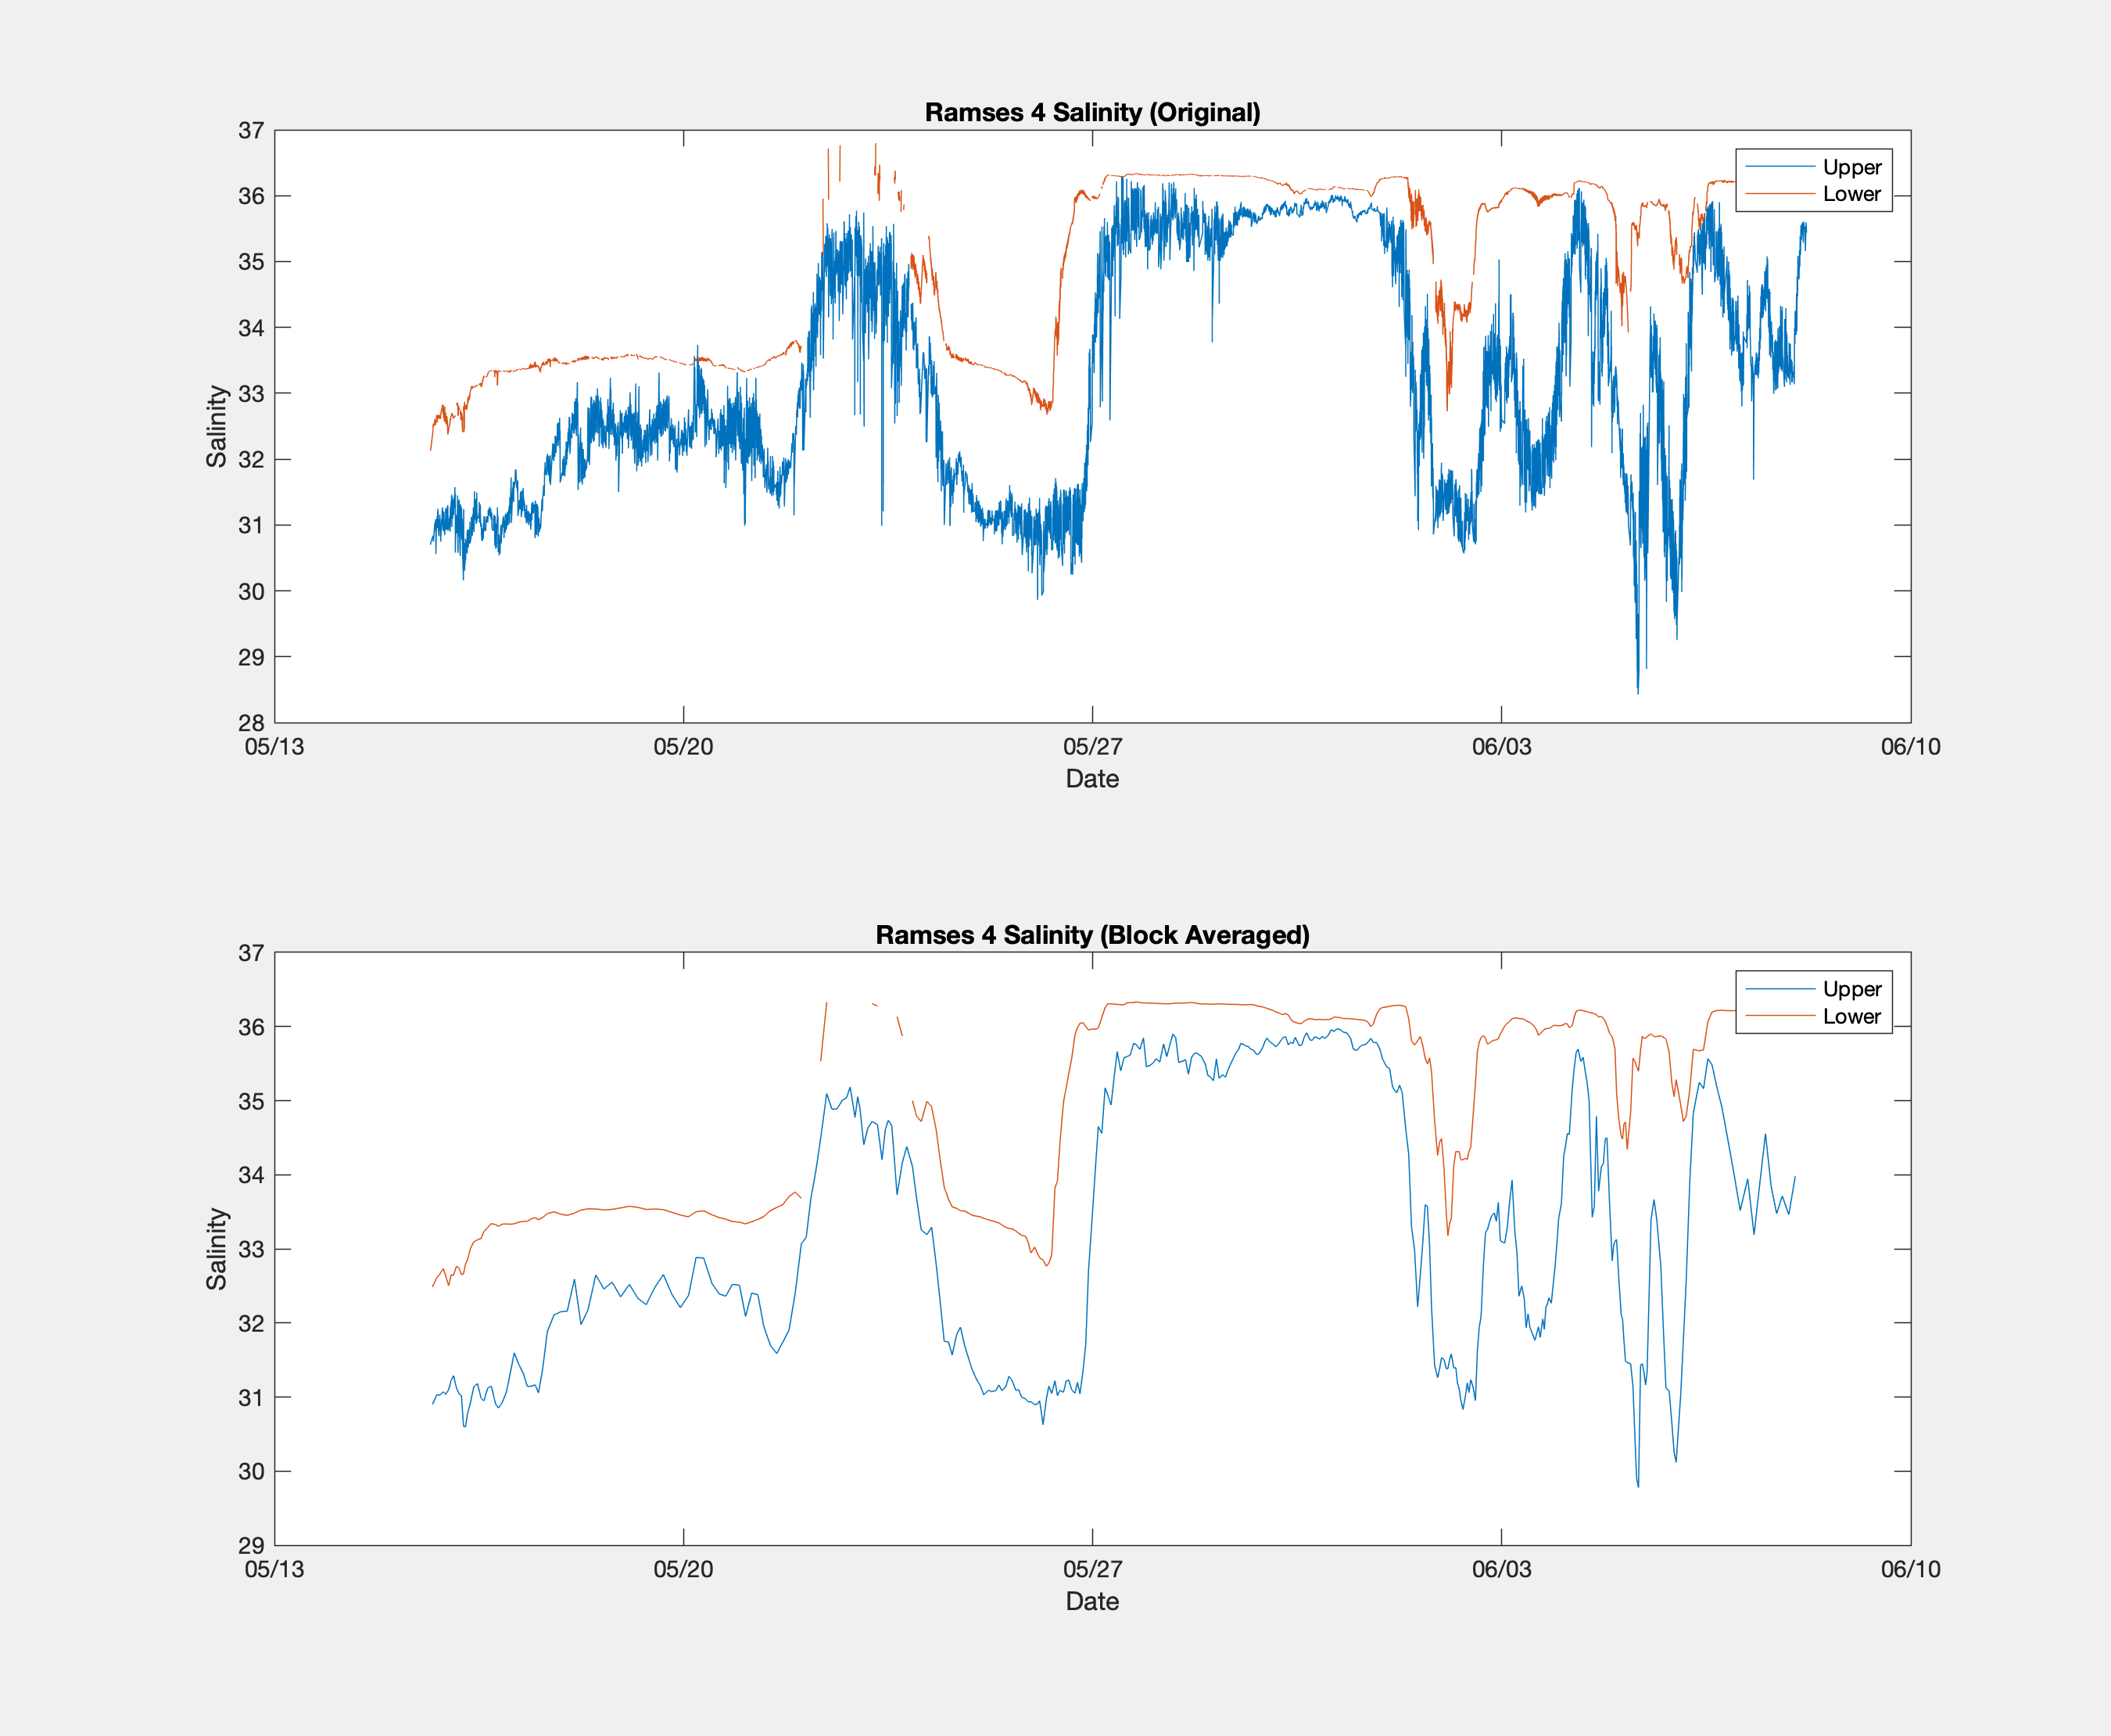 Ramses 4 Salinity (Original)
37
36
35
34
33
32
31
30
29
28
Salinity
Upper
Lower
05/13
05/20
05/27
06/03
06/10
Date
Ramses 4 Salinity (Block Averaged)
37
36
35
34
33
32
31
30
29
Salinity
Upper
Lower
05/13
05/20
05/27
06/03
06/10
Date